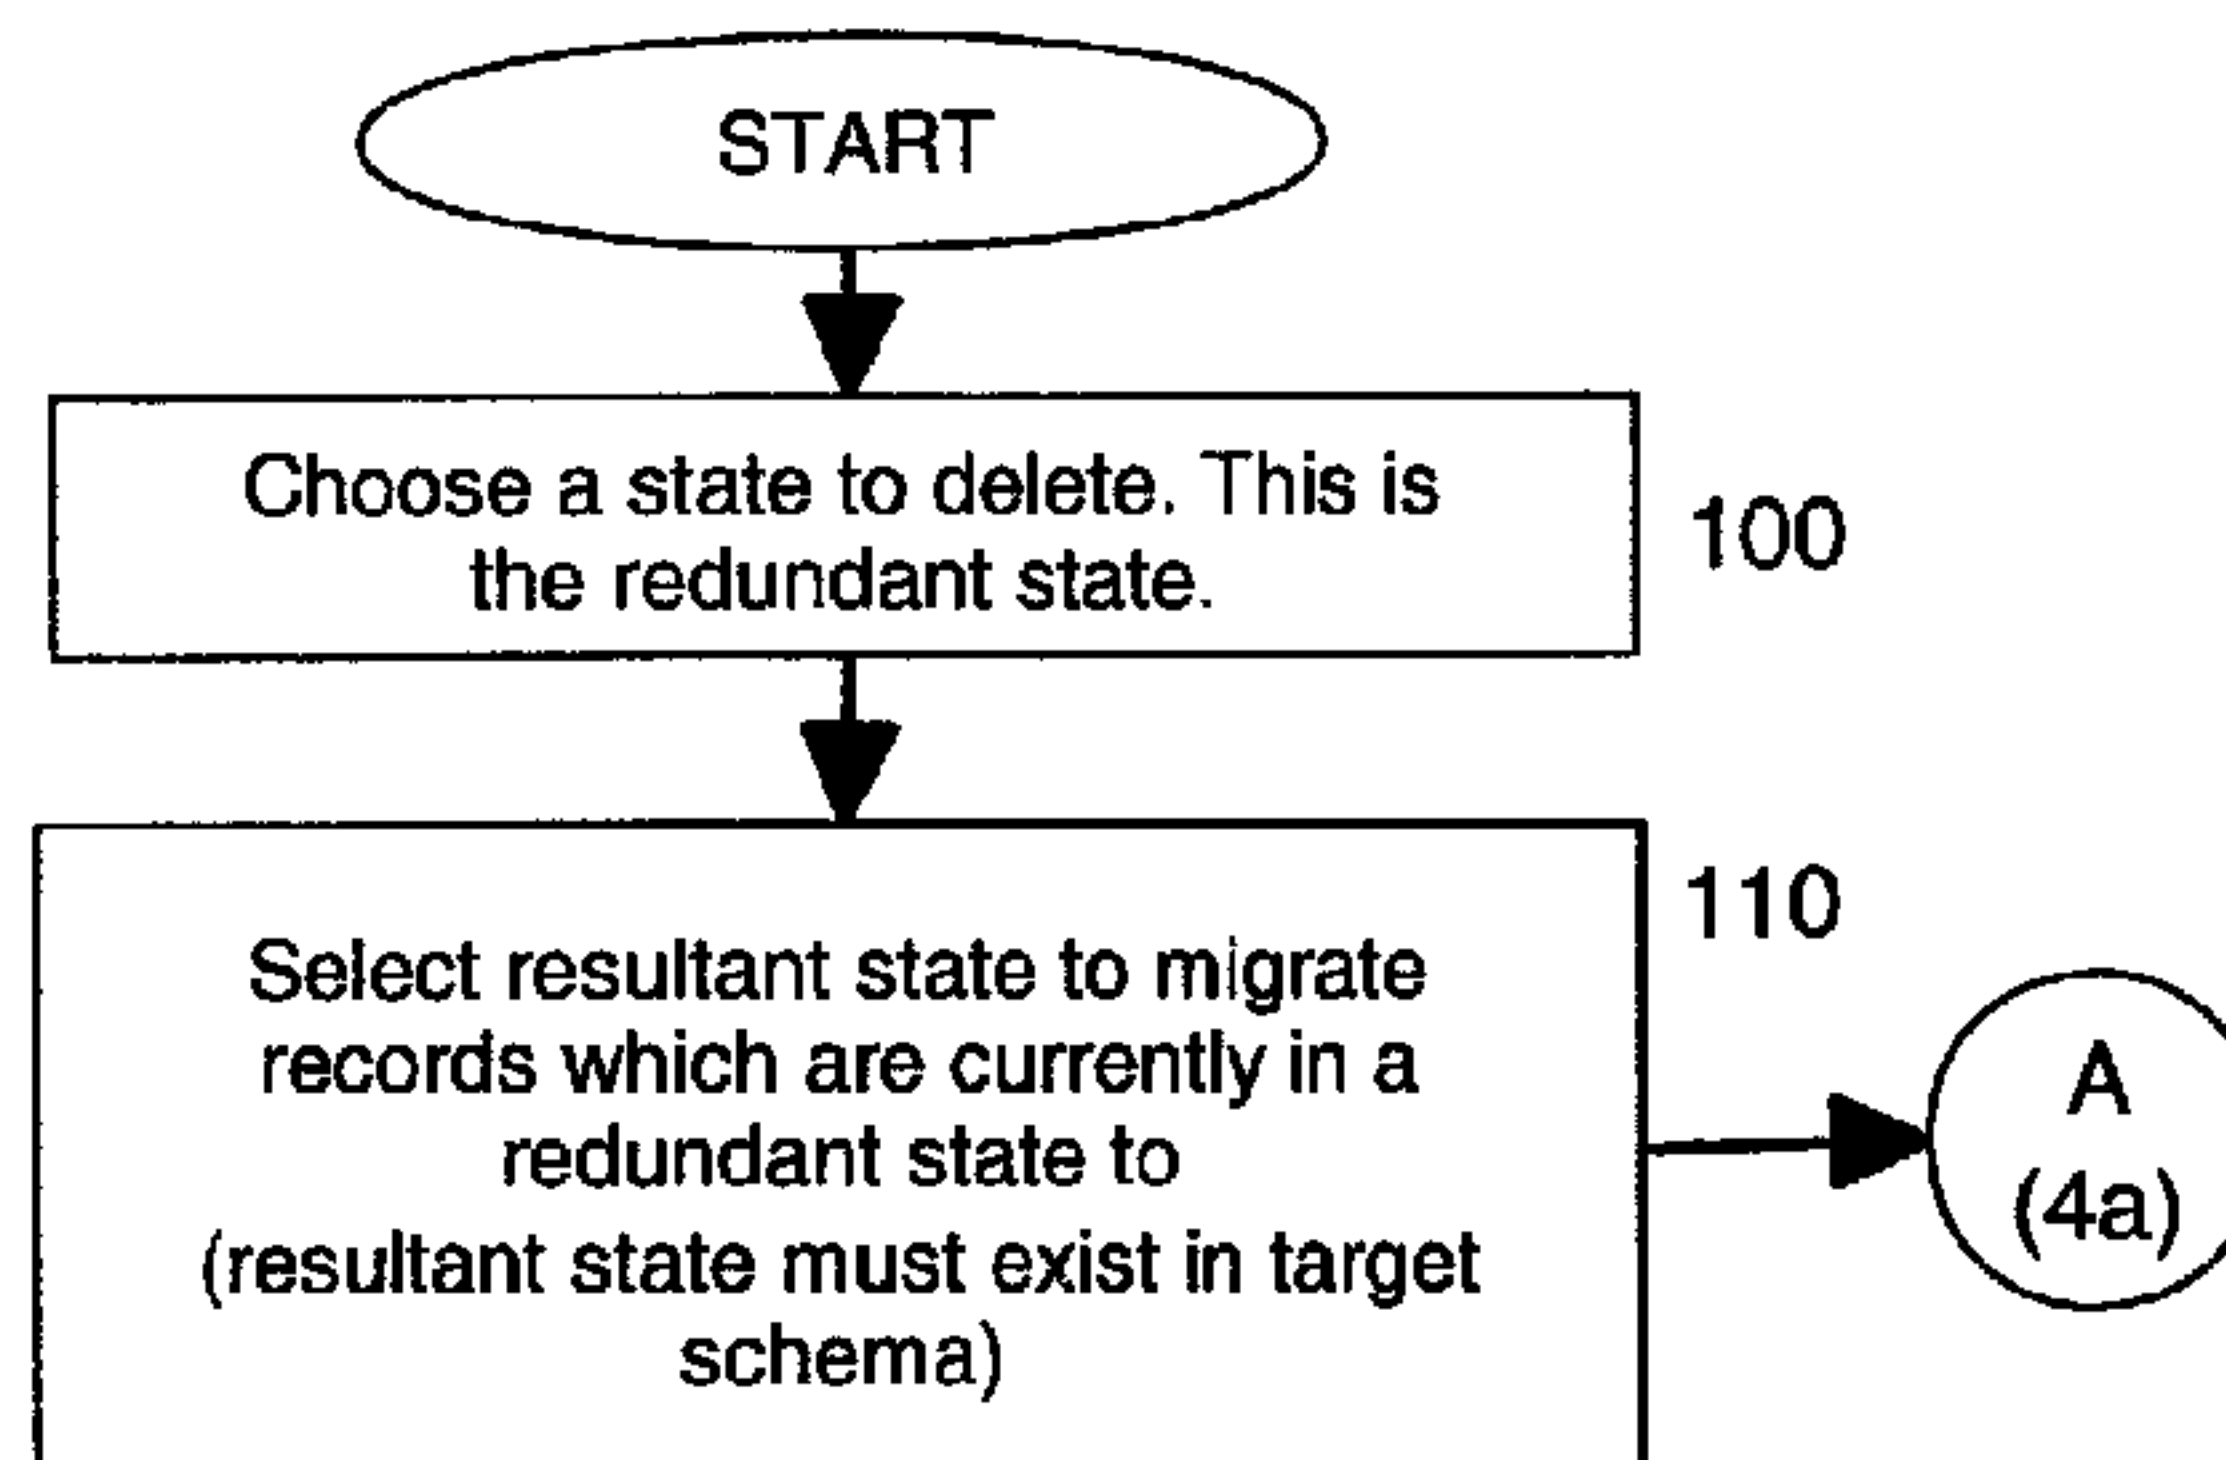 START
Choose a state to delete. This is
the redundant state.
100
110
Select resultant state to migrate
records which are currently in a
redundant state to
(resultant state must exist in target
schema)
A
(4a)